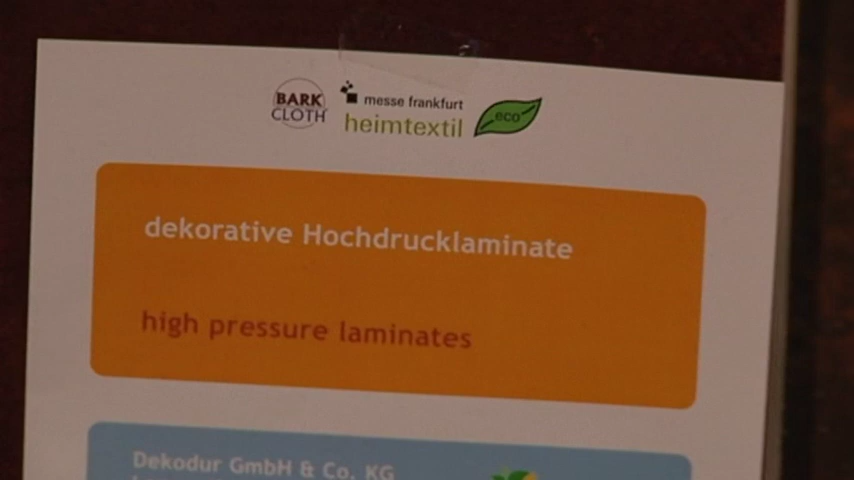 BARK
CLOTH
messe frankfurt
heimtextil
eco
dekorative Hochdrucklaminate
high pressure laminates
Dekodur GmbH & Co. KG